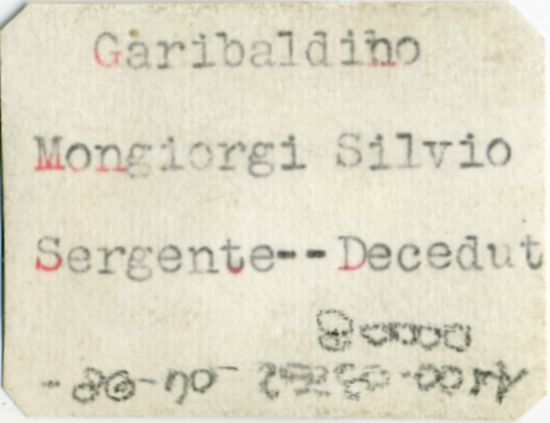 Garibaldino
Mongiorgi Silvio
Sergente--Decedut